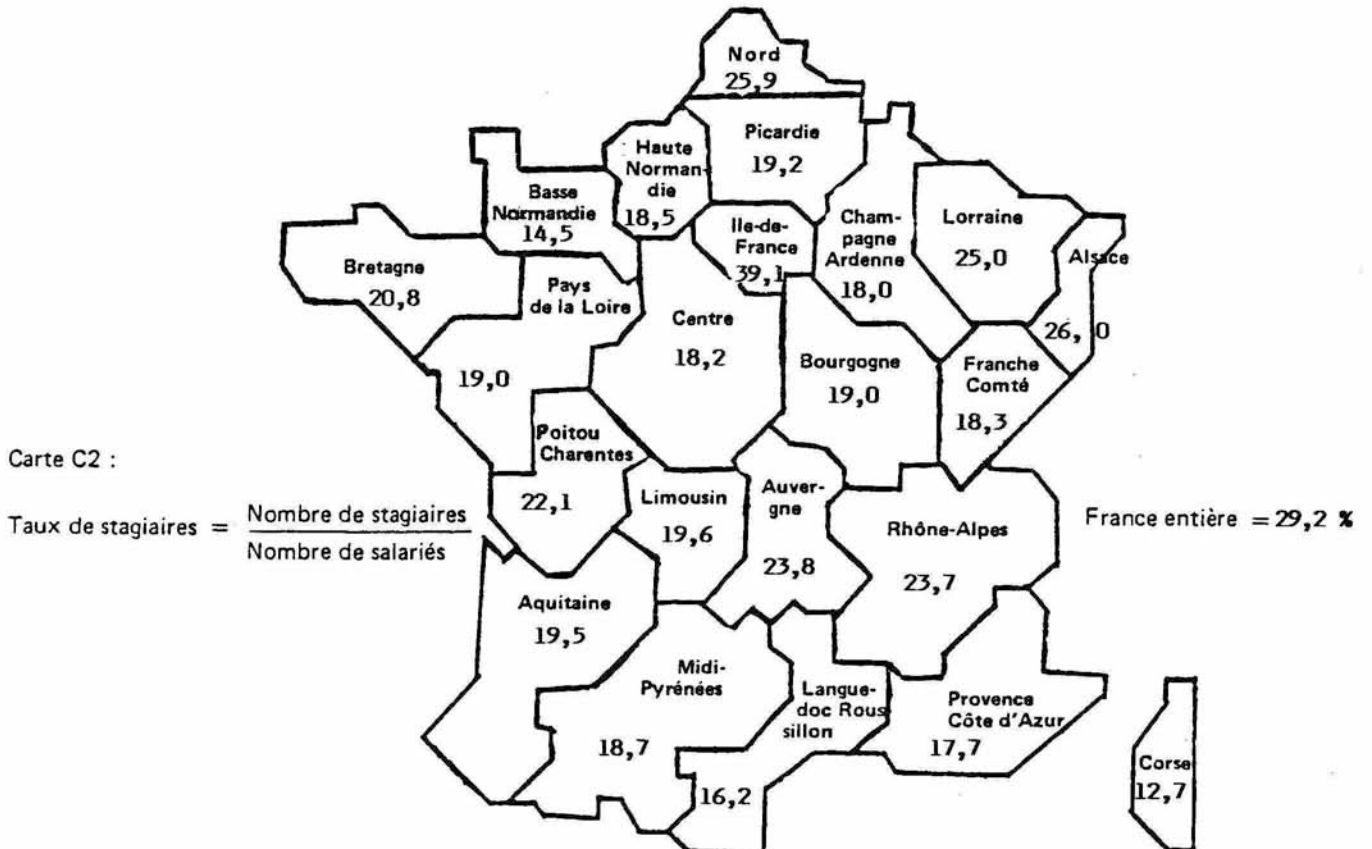 Nord
25,9
Picardie
19,2
Haute
Norman-
die
18,5
Basse
Normandie
14,5
Ile-de-
France
39,1
Cham-
pagne
Ardenne
18,0
Lorraine
25,0
Alsace
26,0
Bretagne
20,8
Pays
de la Loire
19,0
Centre
18,2
Bourgogne
19,0
Franche
Comté
18,3
Poitou
Charentes
22,1
Limousin
19,6
Auver-
gne
23,8
Rhône-Alpes
23,7
Carte C2 :
Taux de stagiaires = Nombre de stagiaires
Nombre de salariés
France entière = 29,2 %
Aquitaine
19,5
Midi-
Pyrénées
18,7
Langue-
doc Rous
sillon
16,2
Provence
Côte d'Azur
17,7
Corse
12,7